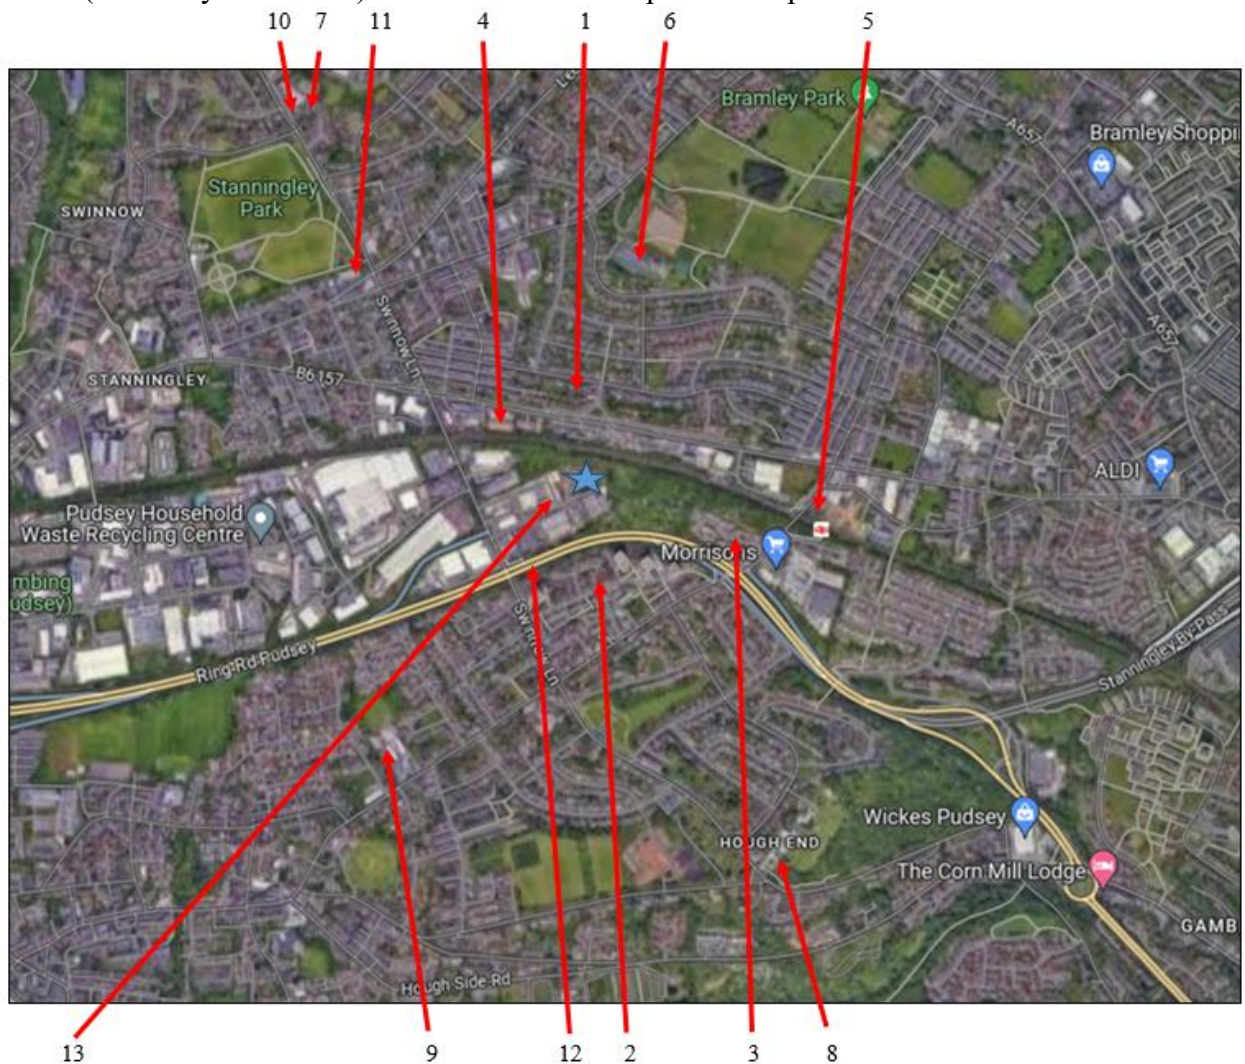 10 7 11 4 1 6 5
Bramley Park
A657
Bramley Shoppi
Stanningley
Park
SWINNOW
Swinnow Ln
A657
STANNINGLEY
B6157
ALDI
Pudsey Household
Waste Recycling Centre
Morrisons
mbing
udsey)
Swinnow Ln
Stanningley By-Pass
Ring Rd Pudsey
Wickes Pudsey
HOUGH END
The Corn Mill Lodge
GAMB
Hough Side Rd
13 9 12 2 3 8